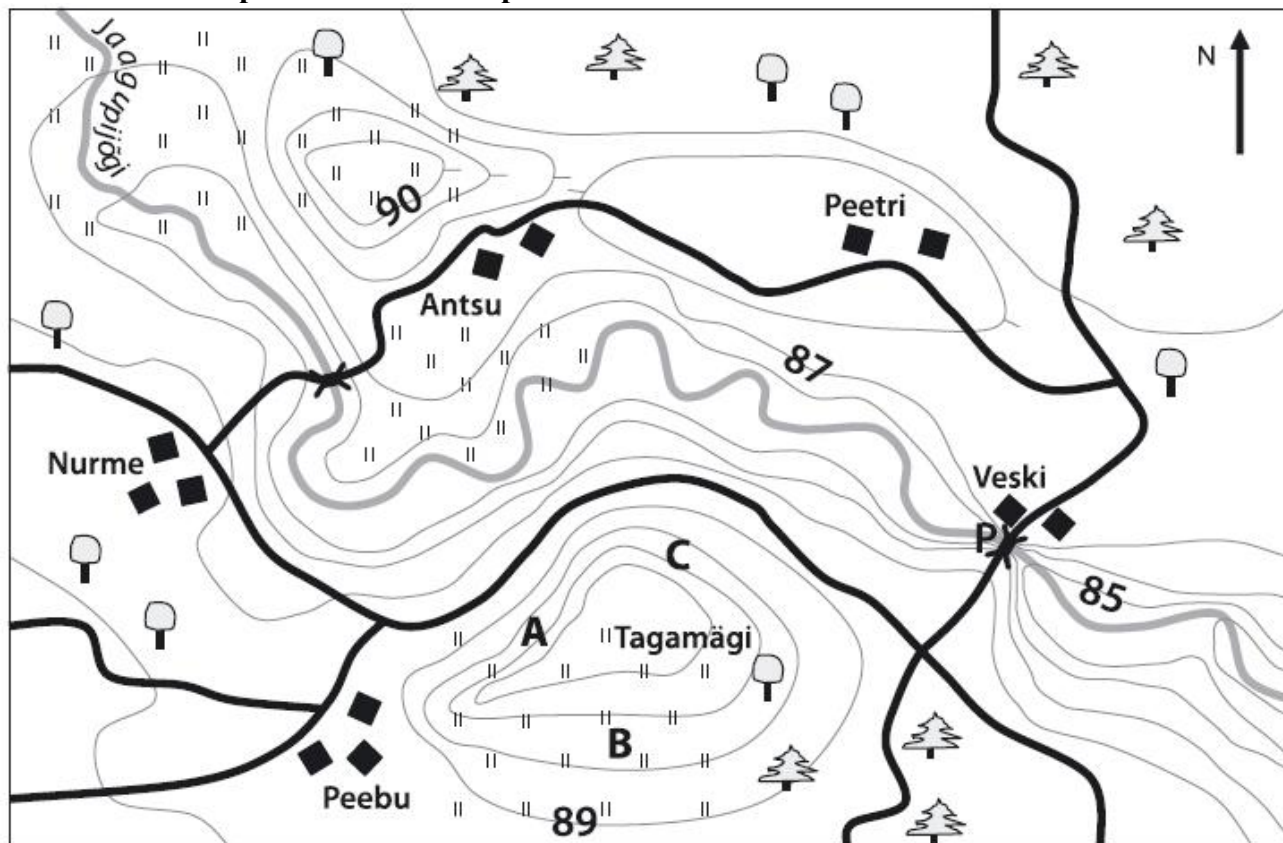 Jaagupijõgi
N
90
Peetri
Antsu
87
Nurme
Veski
P
85
C
A
Tagamägi
B
Peebu
89